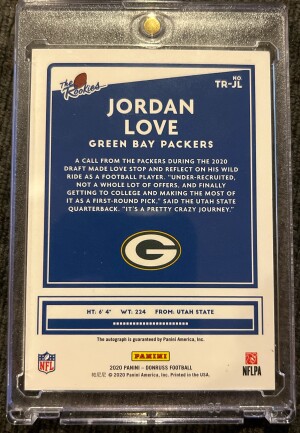 The
Rookies
NO.
TR-JL
JORDAN
LOVE
GREEN BAY PACKERS
A CALL FROM THE PACKERS DURING THE 2020
DRAFT MADE LOVE STOP AND REFLECT ON HIS WILD
RIDE AS A FOOTBALL PLAYER. "UNDER-RECRUITED,
NOT A WHOLE LOT OF OFFERS, AND FINALLY
GETTING TO COLLEGE AND MAKING THE MOST OF
IT AS A FIRST-ROUND PICK," SAID THE UTAH STATE
QUARTERBACK. "IT'S A PRETTY CRAZY JOURNEY."
G
HT: 6' 4" WT: 224 FROM: UTAH STATE
The autograph is guaranteed by Panini America, Inc.
NFL
PANINI
NFLPA
2020 PANINI - DONRUSS FOOTBALL
帕尼尼 © 2020 Panini America, Inc. Printed in the USA.